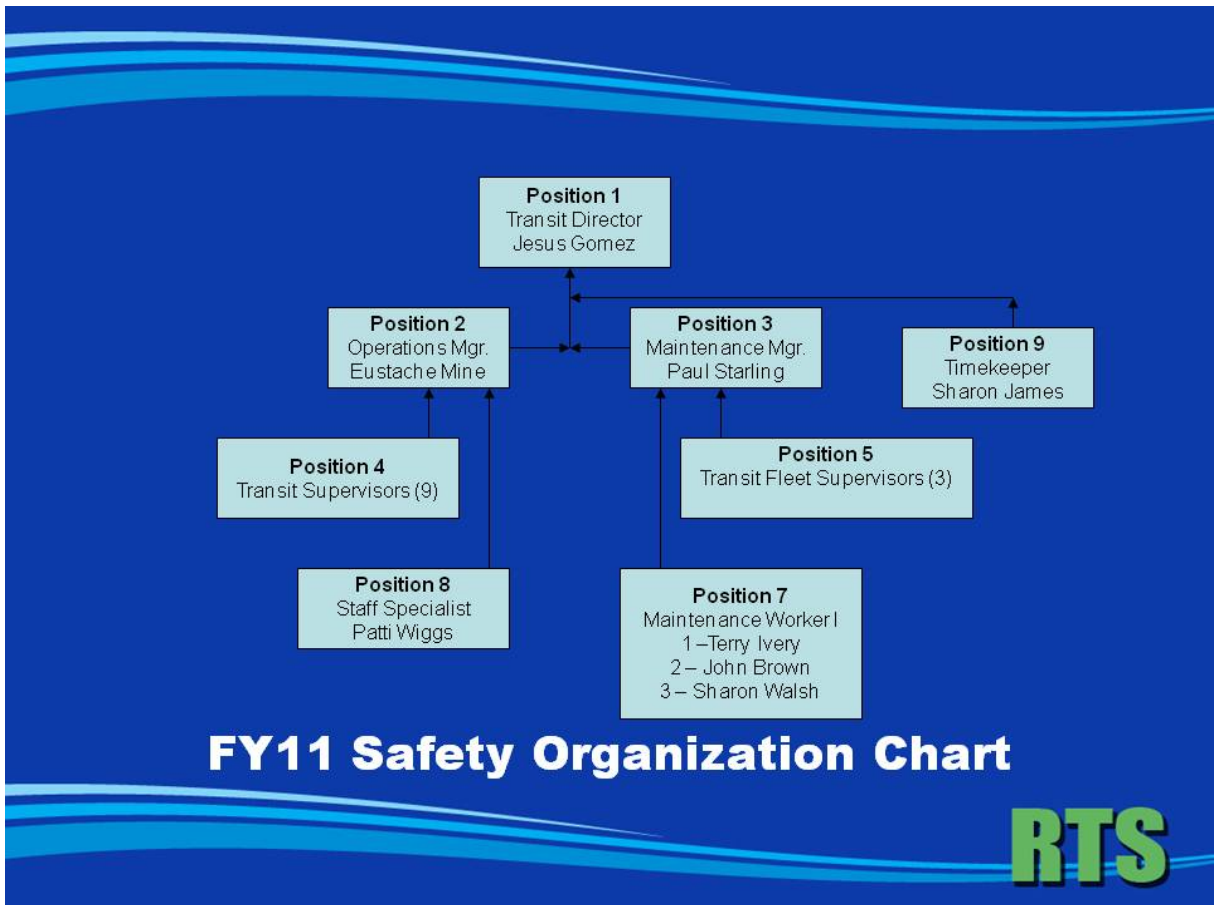 Position 1
Transit Director
Jesus Gomez
Position 2
Operations Mgr.
Eustache Mine
Position 3
Maintenance Mgr.
Paul Starling
Position 9
Timekeeper
Sharon James
Position 4
Transit Supervisors (9)
Position 5
Transit Fleet Supervisors (3)
Position 8
Staff Specialist
Patti Wiggs
Position 7
Maintenance Worker I
1 –Terry Ivery
2 – John Brown
3 – Sharon Walsh
FY11 Safety Organization Chart
RTS